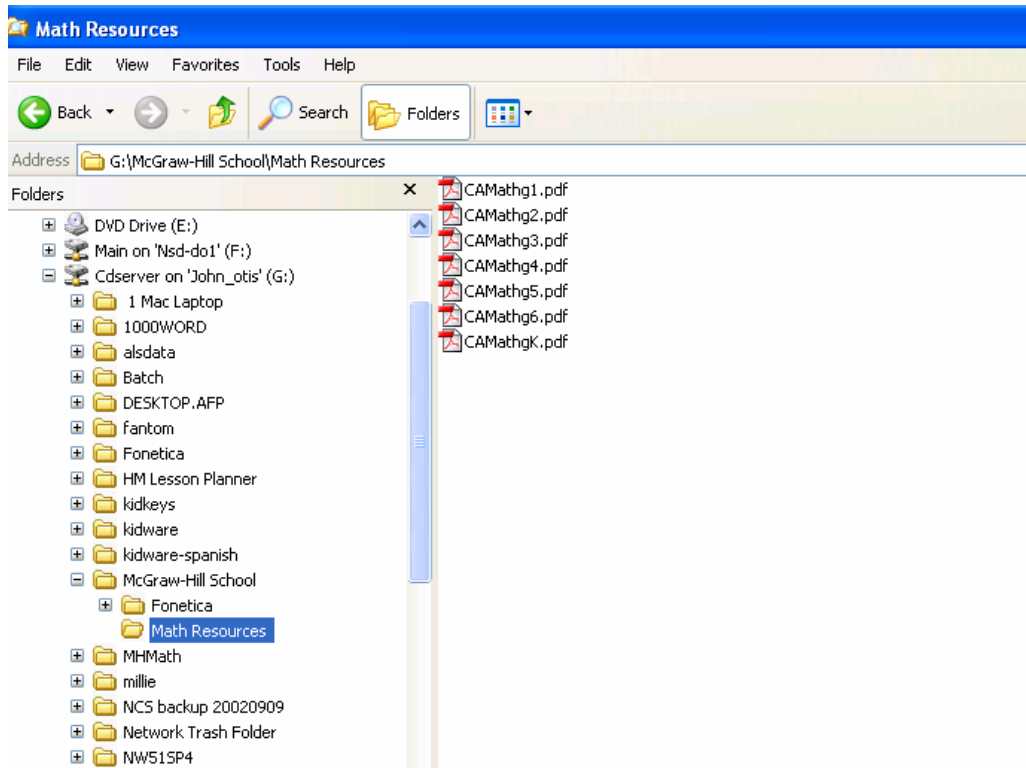 Math Resources
File Edit View Favorites Tools Help
Back Search Folders
Address G:\McGraw-Hill School\Math Resources
Folders
DVD Drive (E:)
Main on 'Nsd-do1' (F:)
Cdserver on 'John_otis' (G:)
1 Mac Laptop
1000WORD
alsdata
Batch
DESKTOP.AFP
fantom
Fonetica
HM Lesson Planner
kidkeys
kidware
kidware-spanish
McGraw-Hill School
Fonetica
Math Resources
MHMath
millie
NCS backup 20020909
Network Trash Folder
NW51SP4
CAMathg1.pdf
CAMathg2.pdf
CAMathg3.pdf
CAMathg4.pdf
CAMathg5.pdf
CAMathg6.pdf
CAMathgK.pdf